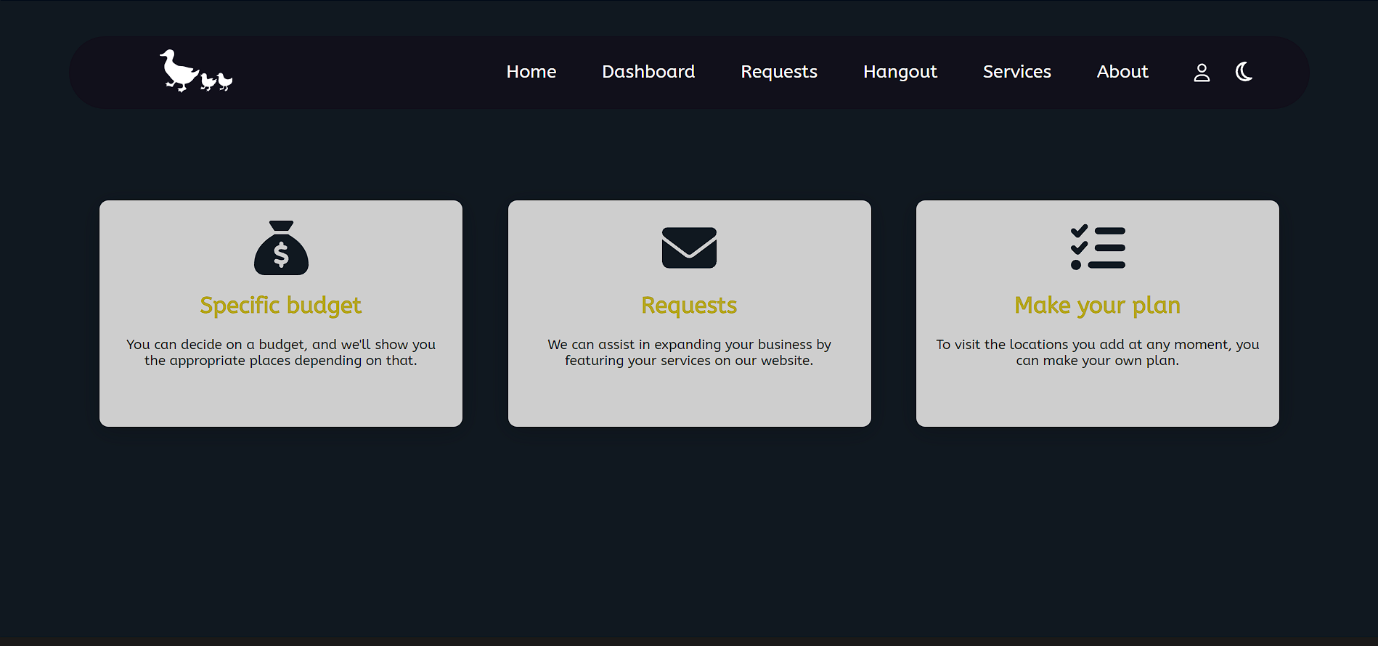 Home Dashboard Requests Hangout Services About
$
Specific budget
You can decide on a budget, and we'll show you
the appropriate places depending on that.
Requests
We can assist in expanding your business by
featuring your services on our website.
Make your plan
To visit the locations you add at any moment, you
can make your own plan.